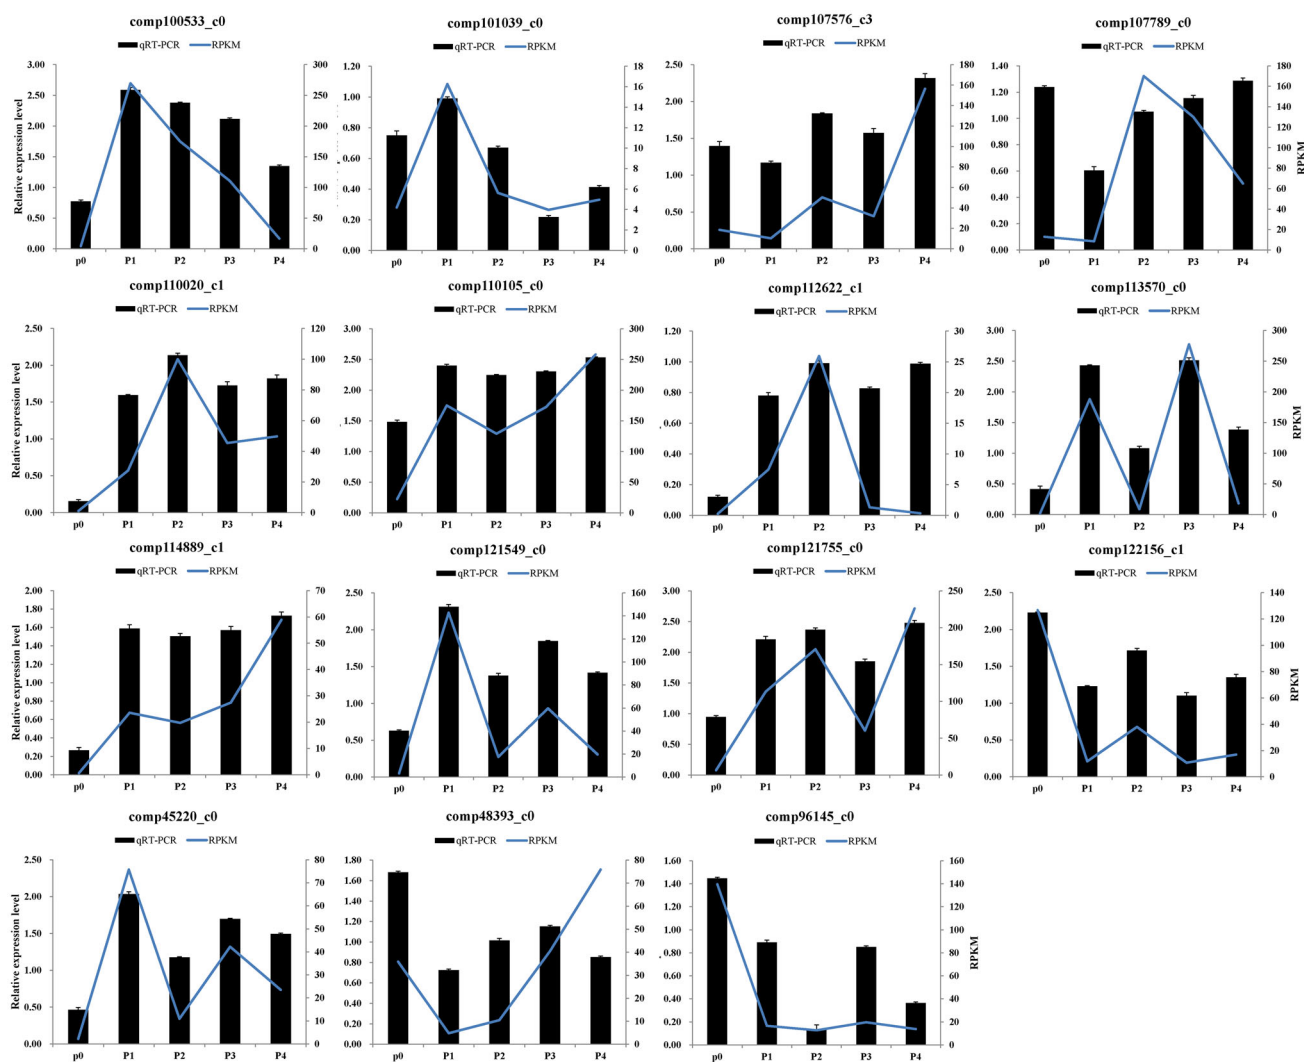 comp100533_c0
qRT-PCR RPKM
Relative expression level
3.00 2.50 2.00 1.50 1.00 0.50 0.00
300 250 200 150 100 50 0
p0 P1 P2 P3 P4
comp101039_c0
qRT-PCR RPKM
1.20 1.00 0.80 0.60 0.40 0.20 0.00
18 16 14 12 10 8 6 4 2 0
p0 P1 P2 P3 P4
comp107576_c3
qRT-PCR RPKM
2.50 2.00 1.50 1.00 0.50 0.00
180 160 140 120 100 80 60 40 20 0
p0 P1 P2 P3 P4
comp107789_c0
qRT-PCR RPKM
1.40 1.20 1.00 0.80 0.60 0.40 0.20 0.00
180 160 140 120 100 80 60 40 20 0
RPKM
p0 P1 P2 P3 P4
comp110020_c1
qRT-PCR RPKM
Relative expression level
2.50 2.00 1.50 1.00 0.50 0.00
120 100 80 60 40 20 0
p0 P1 P2 P3 P4
comp110105_c0
qRT-PCR RPKM
3.00 2.50 2.00 1.50 1.00 0.50 0.00
300 250 200 150 100 50 0
p0 P1 P2 P3 P4
comp112622_c1
qRT-PCR RPKM
1.20 1.00 0.80 0.60 0.40 0.20 0.00
30 25 20 15 10 5 0
p0 P1 P2 P3 P4
comp113570_c0
qRT-PCR RPKM
3.00 2.50 2.00 1.50 1.00 0.50 0.00
300 250 200 150 100 50 0
RPKM
p0 P1 P2 P3 P4
comp114889_c1
qRT-PCR RPKM
Relative expression level
2.00 1.80 1.60 1.40 1.20 1.00 0.80 0.60 0.40 0.20 0.00
70 60 50 40 30 20 10 0
p0 P1 P2 P3 P4
comp121549_c0
qRT-PCR RPKM
2.50 2.00 1.50 1.00 0.50 0.00
160 140 120 100 80 60 40 20 0
p0 P1 P2 P3 P4
comp121755_c0
qRT-PCR RPKM
3.00 2.50 2.00 1.50 1.00 0.50 0.00
250 200 150 100 50 0
p0 P1 P2 P3 P4
comp122156_c1
qRT-PCR RPKM
2.50 2.00 1.50 1.00 0.50 0.00
140 120 100 80 60 40 20 0
RPKM
p0 P1 P2 P3 P4
comp45220_c0
qRT-PCR RPKM
Relative expression level
2.50 2.00 1.50 1.00 0.50 0.00
80 70 60 50 40 30 20 10 0
p0 P1 P2 P3 P4
comp48393_c0
qRT-PCR RPKM
1.80 1.60 1.40 1.20 1.00 0.80 0.60 0.40 0.20 0.00
80 70 60 50 40 30 20 10 0
p0 P1 P2 P3 P4
comp96145_c0
qRT-PCR RPKM
1.60 1.40 1.20 1.00 0.80 0.60 0.40 0.20 0.00
160 140 120 100 80 60 40 20 0
RPKM
p0 P1 P2 P3 P4